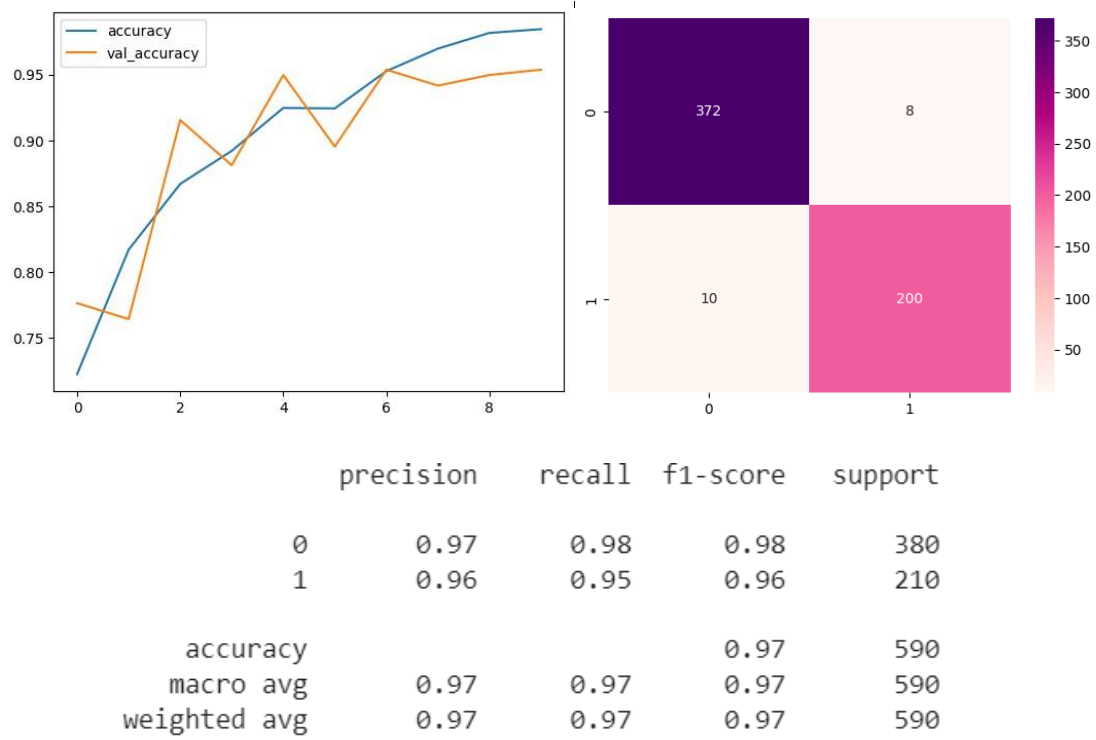 accuracy
val_accuracy
0.95
0.90
0.85
0.80
0.75
0 2 4 6 8
0 372 8
1 10 200
0 1
350
300
250
200
150
100
50
precision recall f1-score support
0 0.97 0.98 0.98 380
1 0.96 0.95 0.96 210
accuracy 0.97 590
macro avg 0.97 0.97 0.97 590
weighted avg 0.97 0.97 0.97 590